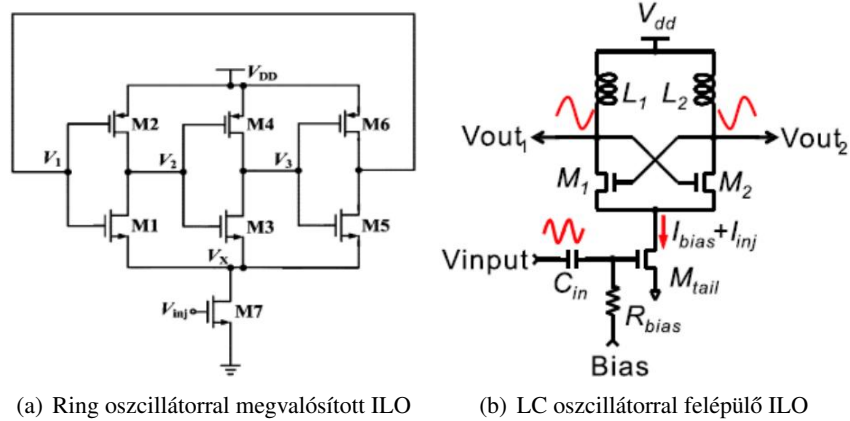 V_DD
M2
M4
M6
V_1
V_2
V_3
M1
M3
M5
V_X
V_inj
M7
(a) Ring oszcillátorral megvalósított ILO
V_dd
L_1
L_2
Vout_1
Vout_2
M_1
M_2
I_bias+I_inj
Vinput
C_in
M_tail
R_bias
Bias
(b) LC oszcillátorral felépülő ILO